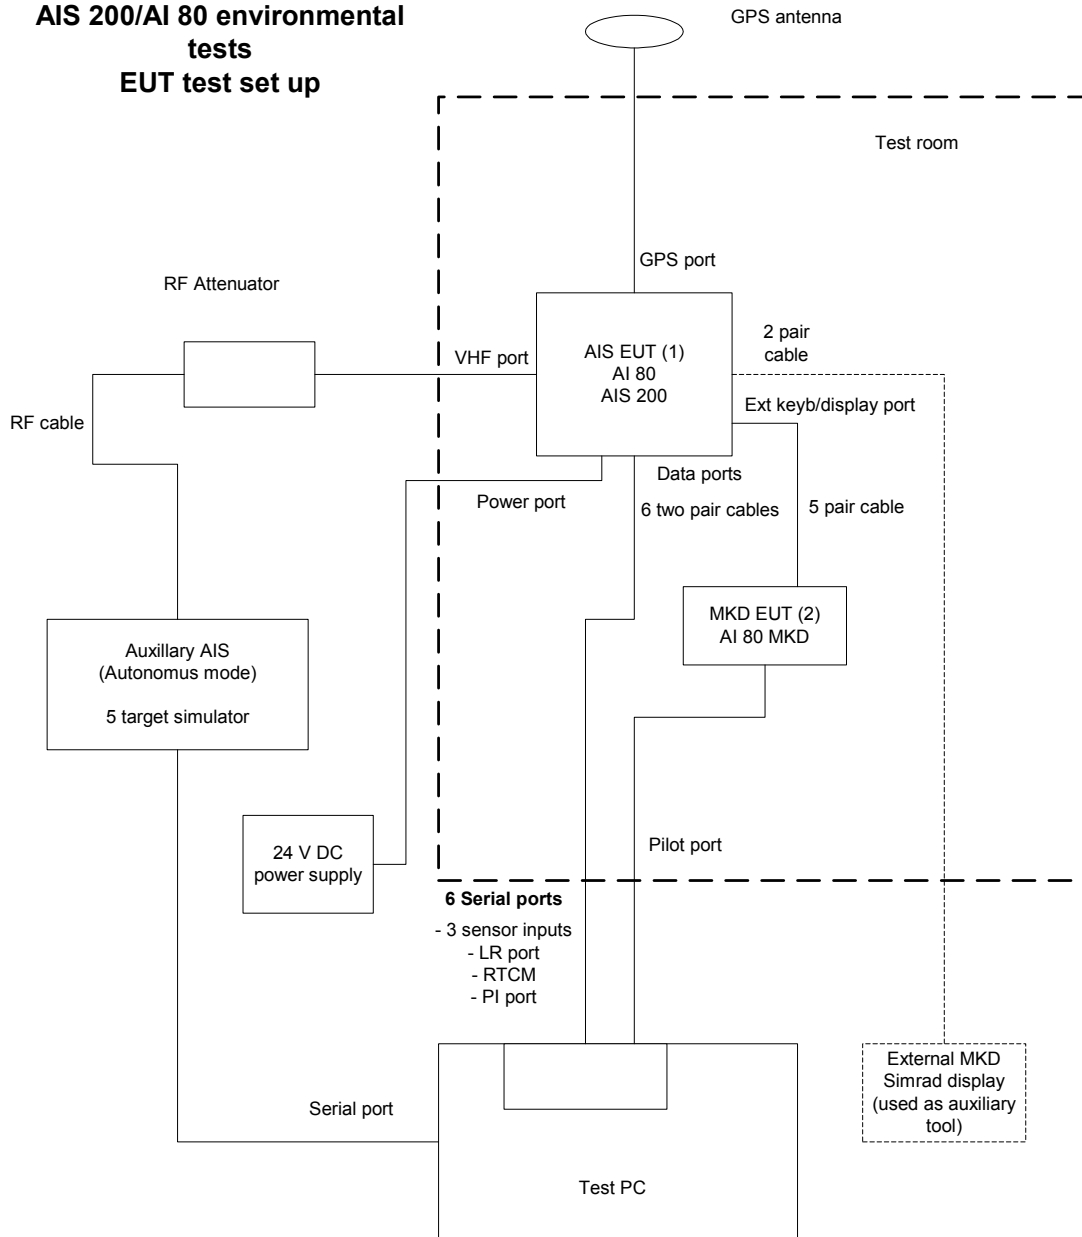 AIS 200/AI 80 environmental
tests
EUT test set up
GPS antenna
Test room
GPS port
RF Attenuator
VHF port
AIS EUT (1)
AI 80
AIS 200
2 pair
cable
Ext keyb/display port
RF cable
Data ports
6 two pair cables
Power port
5 pair cable
MKD EUT (2)
AI 80 MKD
Auxillary AIS
(Autonomus mode)
5 target simulator
24 V DC
power supply
Pilot port
6 Serial ports
- 3 sensor inputs
- LR port
- RTCM
- PI port
External MKD
Simrad display
(used as auxiliary
tool)
Serial port
Test PC